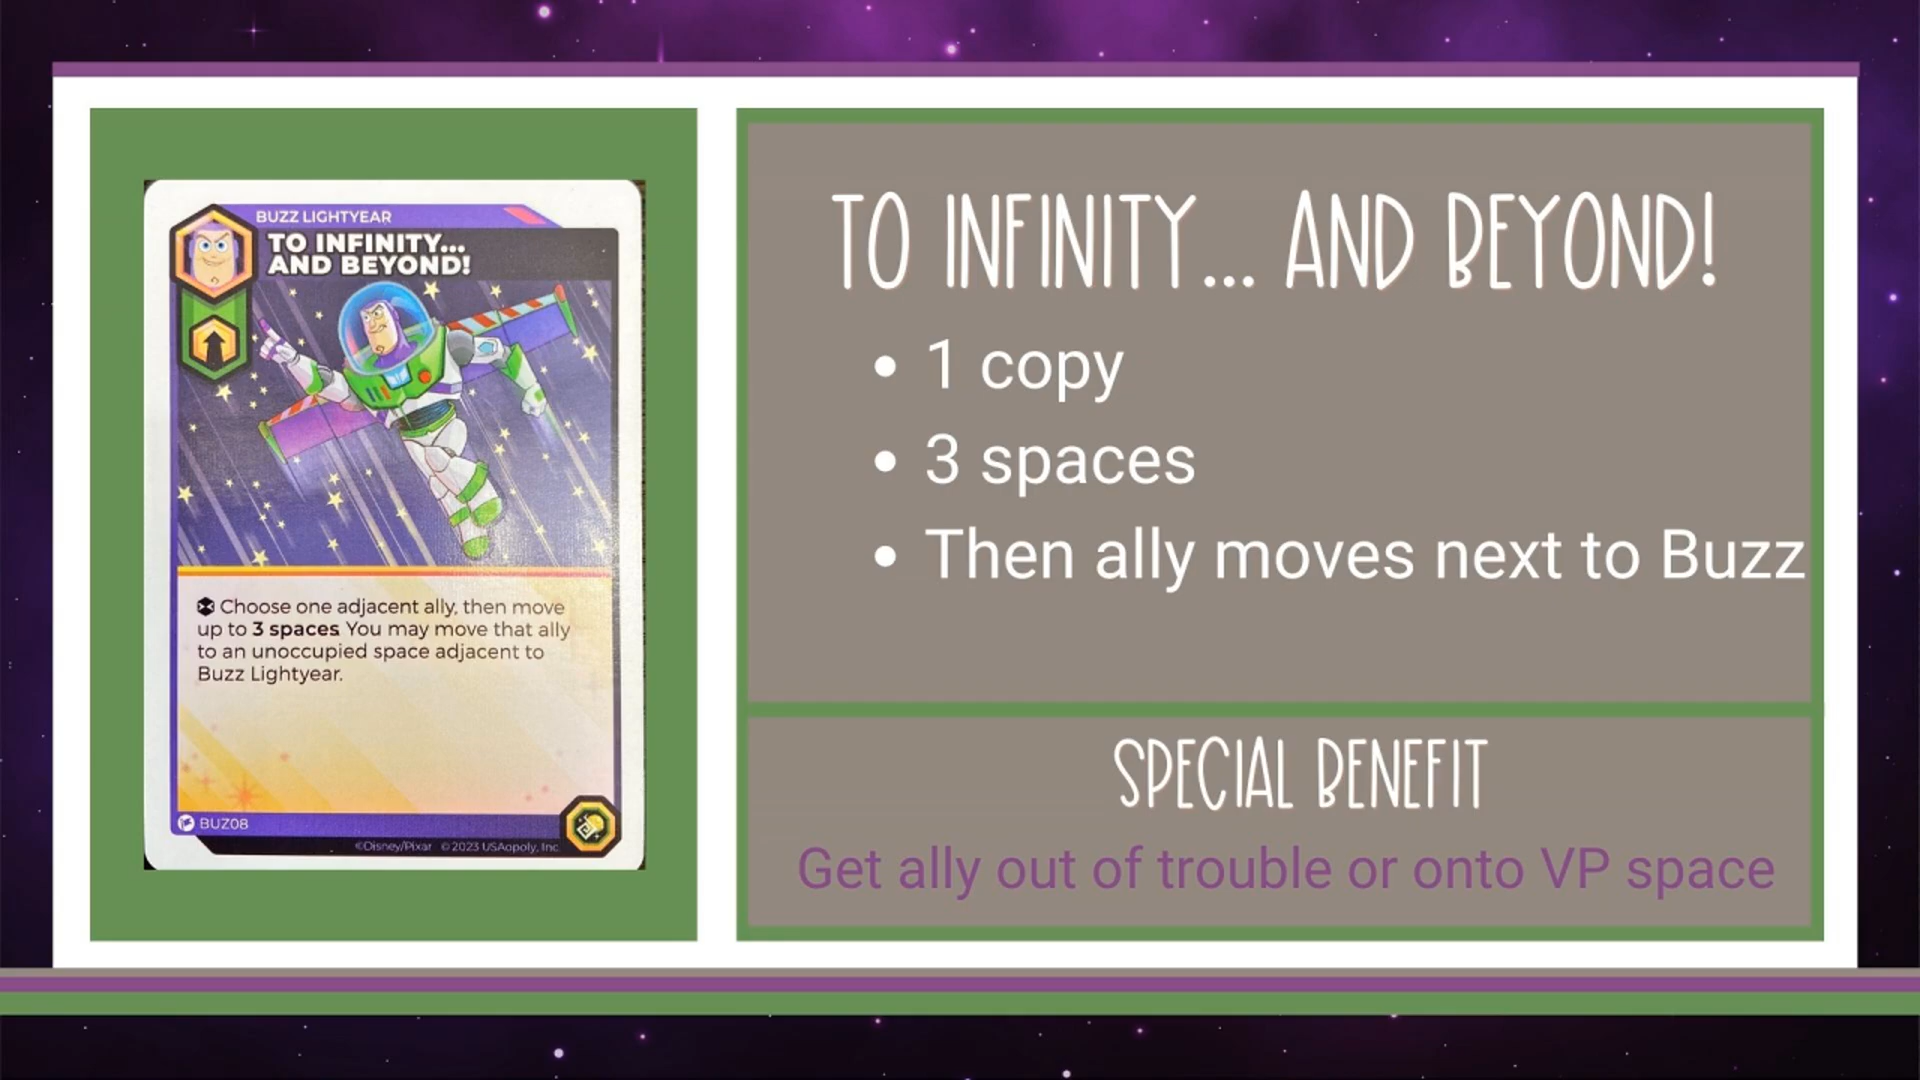 BUZZ LIGHTYEAR
TO INFINITY...
AND BEYOND!
Choose one adjacent ally, then move
up to 3 spaces. You may move that ally
to an unoccupied space adjacent to
Buzz Lightyear.
BUZ08
©Disney/Pixar ©2023 USAopoly, Inc.
TO INFINITY... AND BEYOND!
• 1 copy
• 3 spaces
• Then ally moves next to Buzz
SPECIAL BENEFIT
Get ally out of trouble or onto VP space